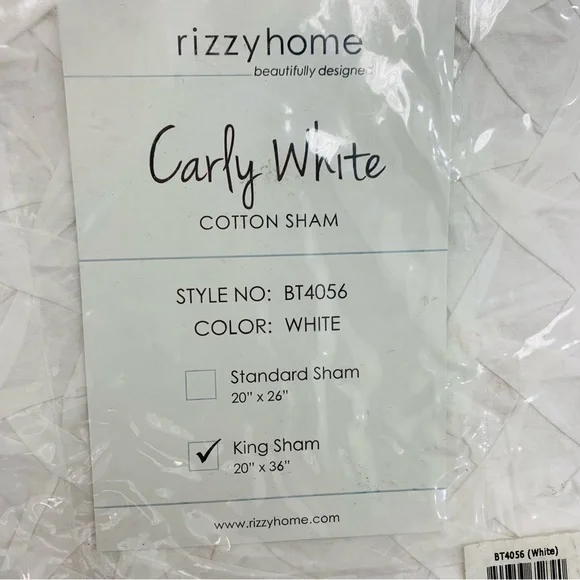 rizzyhome
beautifully designed
Carly White
COTTON SHAM
STYLE NO: BT4056
COLOR: WHITE
Standard Sham
20" x 26"
King Sham
20" x 36"
www.rizzyhome.com
BT4056 (White)